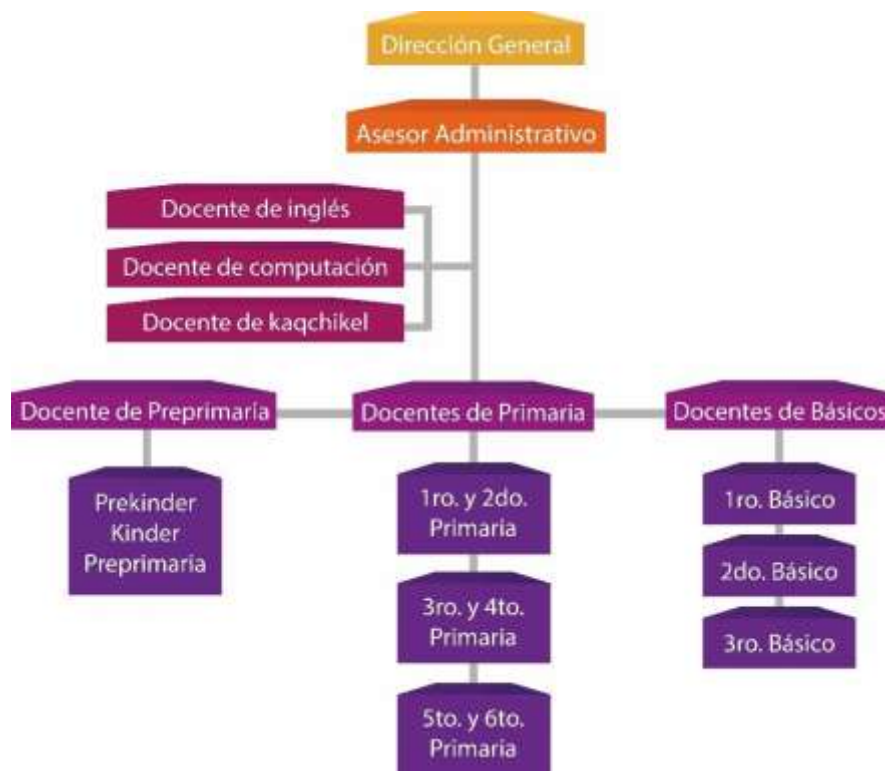 Dirección General
Asesor Administrativo
Docente de inglés
Docente de computación
Docente de kaqchikel
Docente de Preprimaria
Docentes de Primaria
Docentes de Básicos
Prekinder
Kinder
Preprimaria
1ro. y 2do.
Primaria
3ro. y 4to.
Primaria
5to. y 6to.
Primaria
1ro. Básico
2do. Básico
3ro. Básico